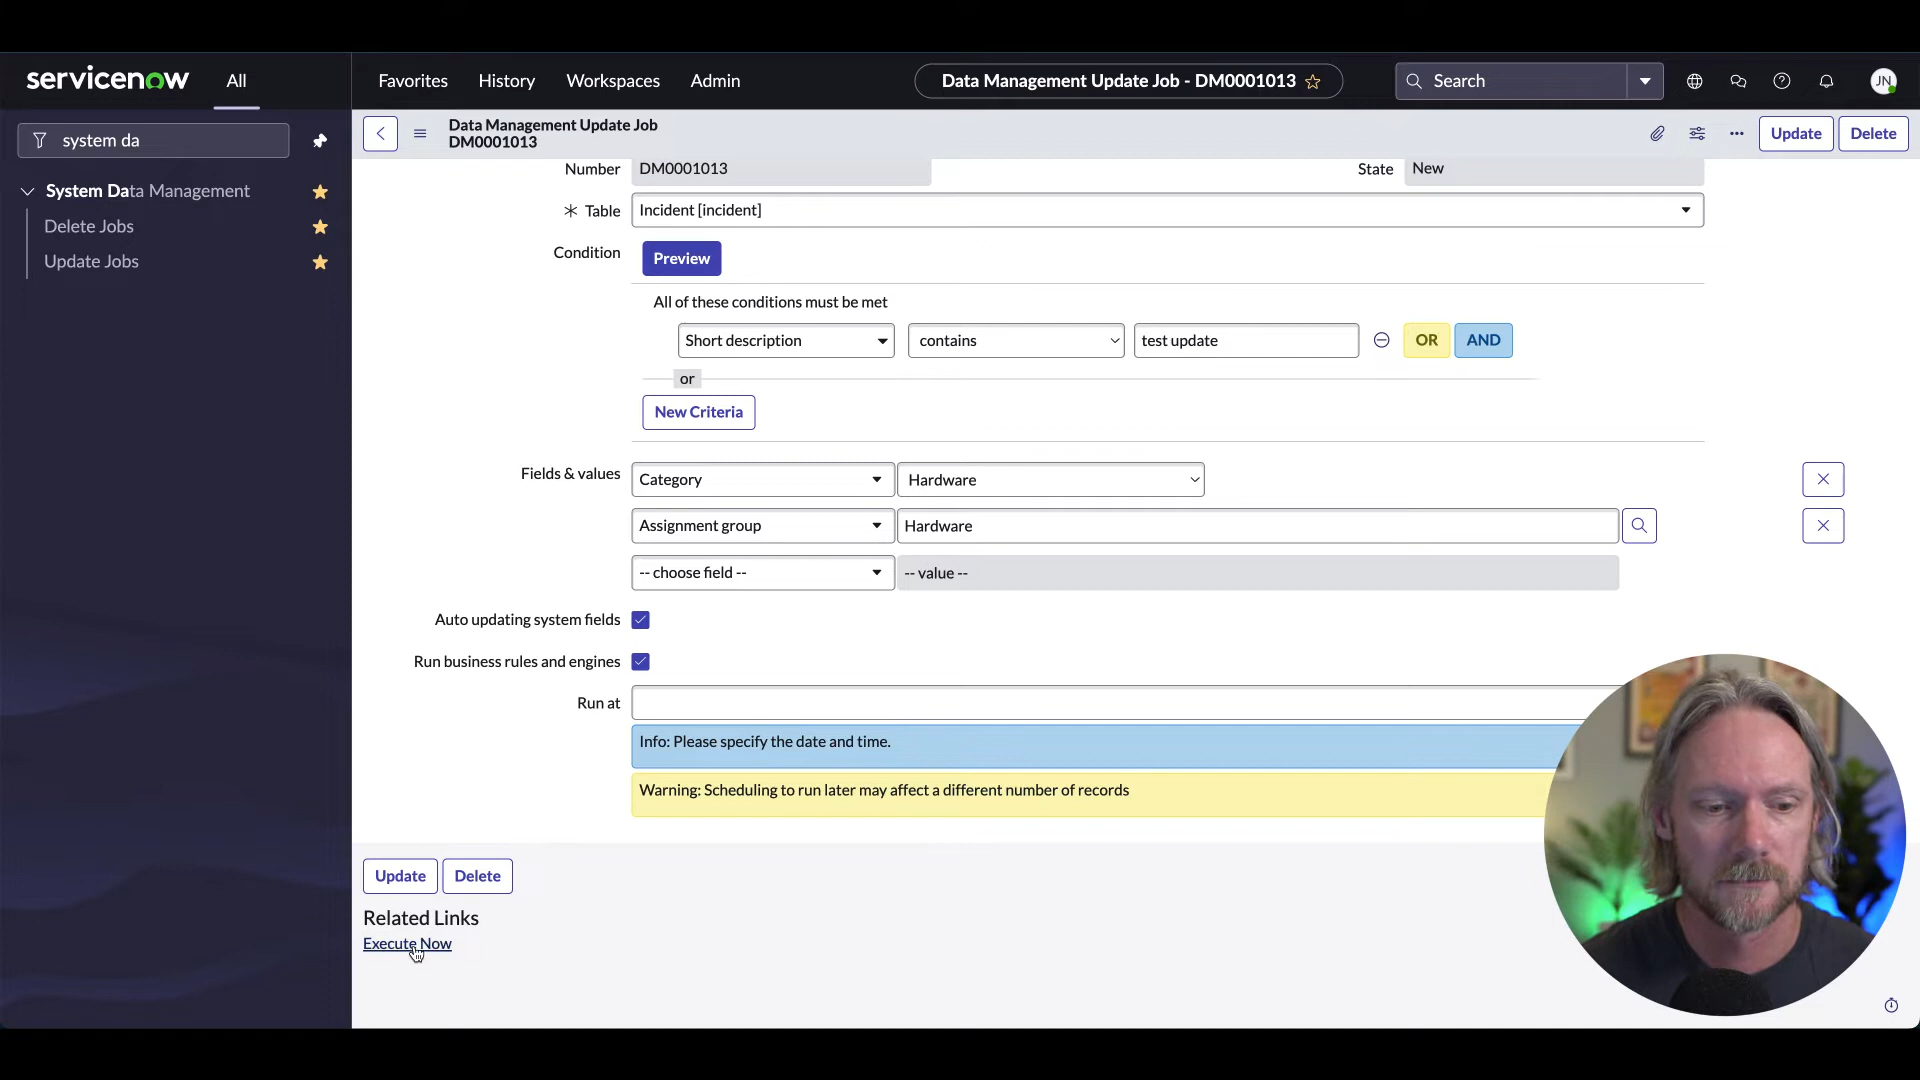 servicenow
All
Favorites
History
Workspaces
Admin
Data Management Update Job - DM0001013
Search
JN
system da
System Data Management
Delete Jobs
Update Jobs
Data Management Update Job
DM0001013
Update
Delete
Number
DM0001013
State
New
Table
Incident [incident]
Condition
Preview
All of these conditions must be met
Short description
contains
test update
OR
AND
or
New Criteria
Fields & values
Category
Hardware
Assignment group
Hardware
-- choose field --
-- value --
Auto updating system fields
Run business rules and engines
Run at
Info: Please specify the date and time.
Warning: Scheduling to run later may affect a different number of records
Update
Delete
Related Links
Execute Now